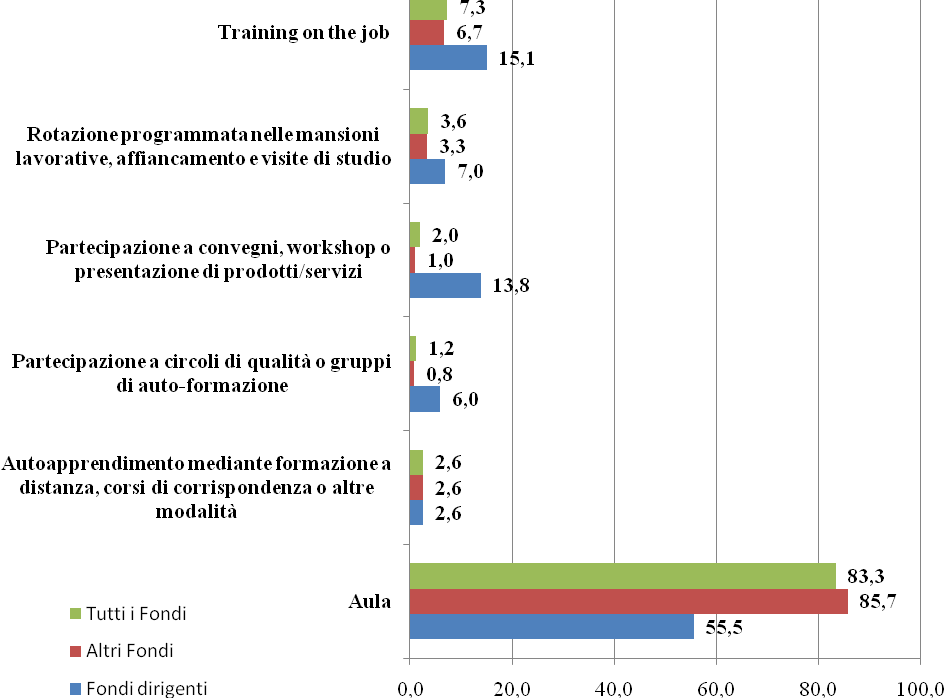 7,3
Training on the job
6,7
15,1
Rotazione programmata nelle mansioni
lavorative, affiancamento e visite di studio
3,6
3,3
7,0
Partecipazione a convegni, workshop o
presentazione di prodotti/servizi
2,0
1,0
13,8
Partecipazione a circoli di qualità o gruppi
di auto-formazione
1,2
0,8
6,0
Autoapprendimento mediante formazione a
distanza, corsi di corrispondenza o altre
modalità
2,6
2,6
2,6
Aula
83,3
85,7
55,5
Tutti i Fondi
Altri Fondi
Fondi dirigenti
0,0 20,0 40,0 60,0 80,0 100,0